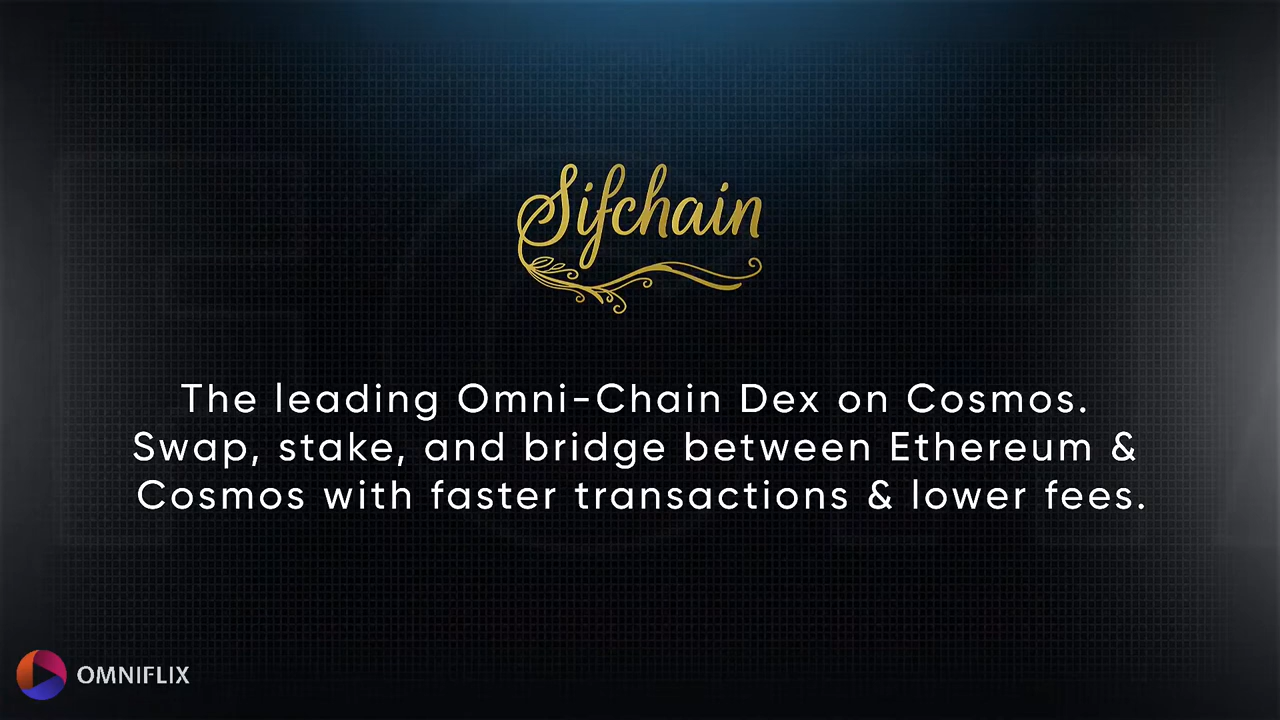 Sifchain
The leading Omni-Chain Dex on Cosmos.
Swap, stake, and bridge between Ethereum &
Cosmos with faster transactions & lower fees.
OMNIFLIX